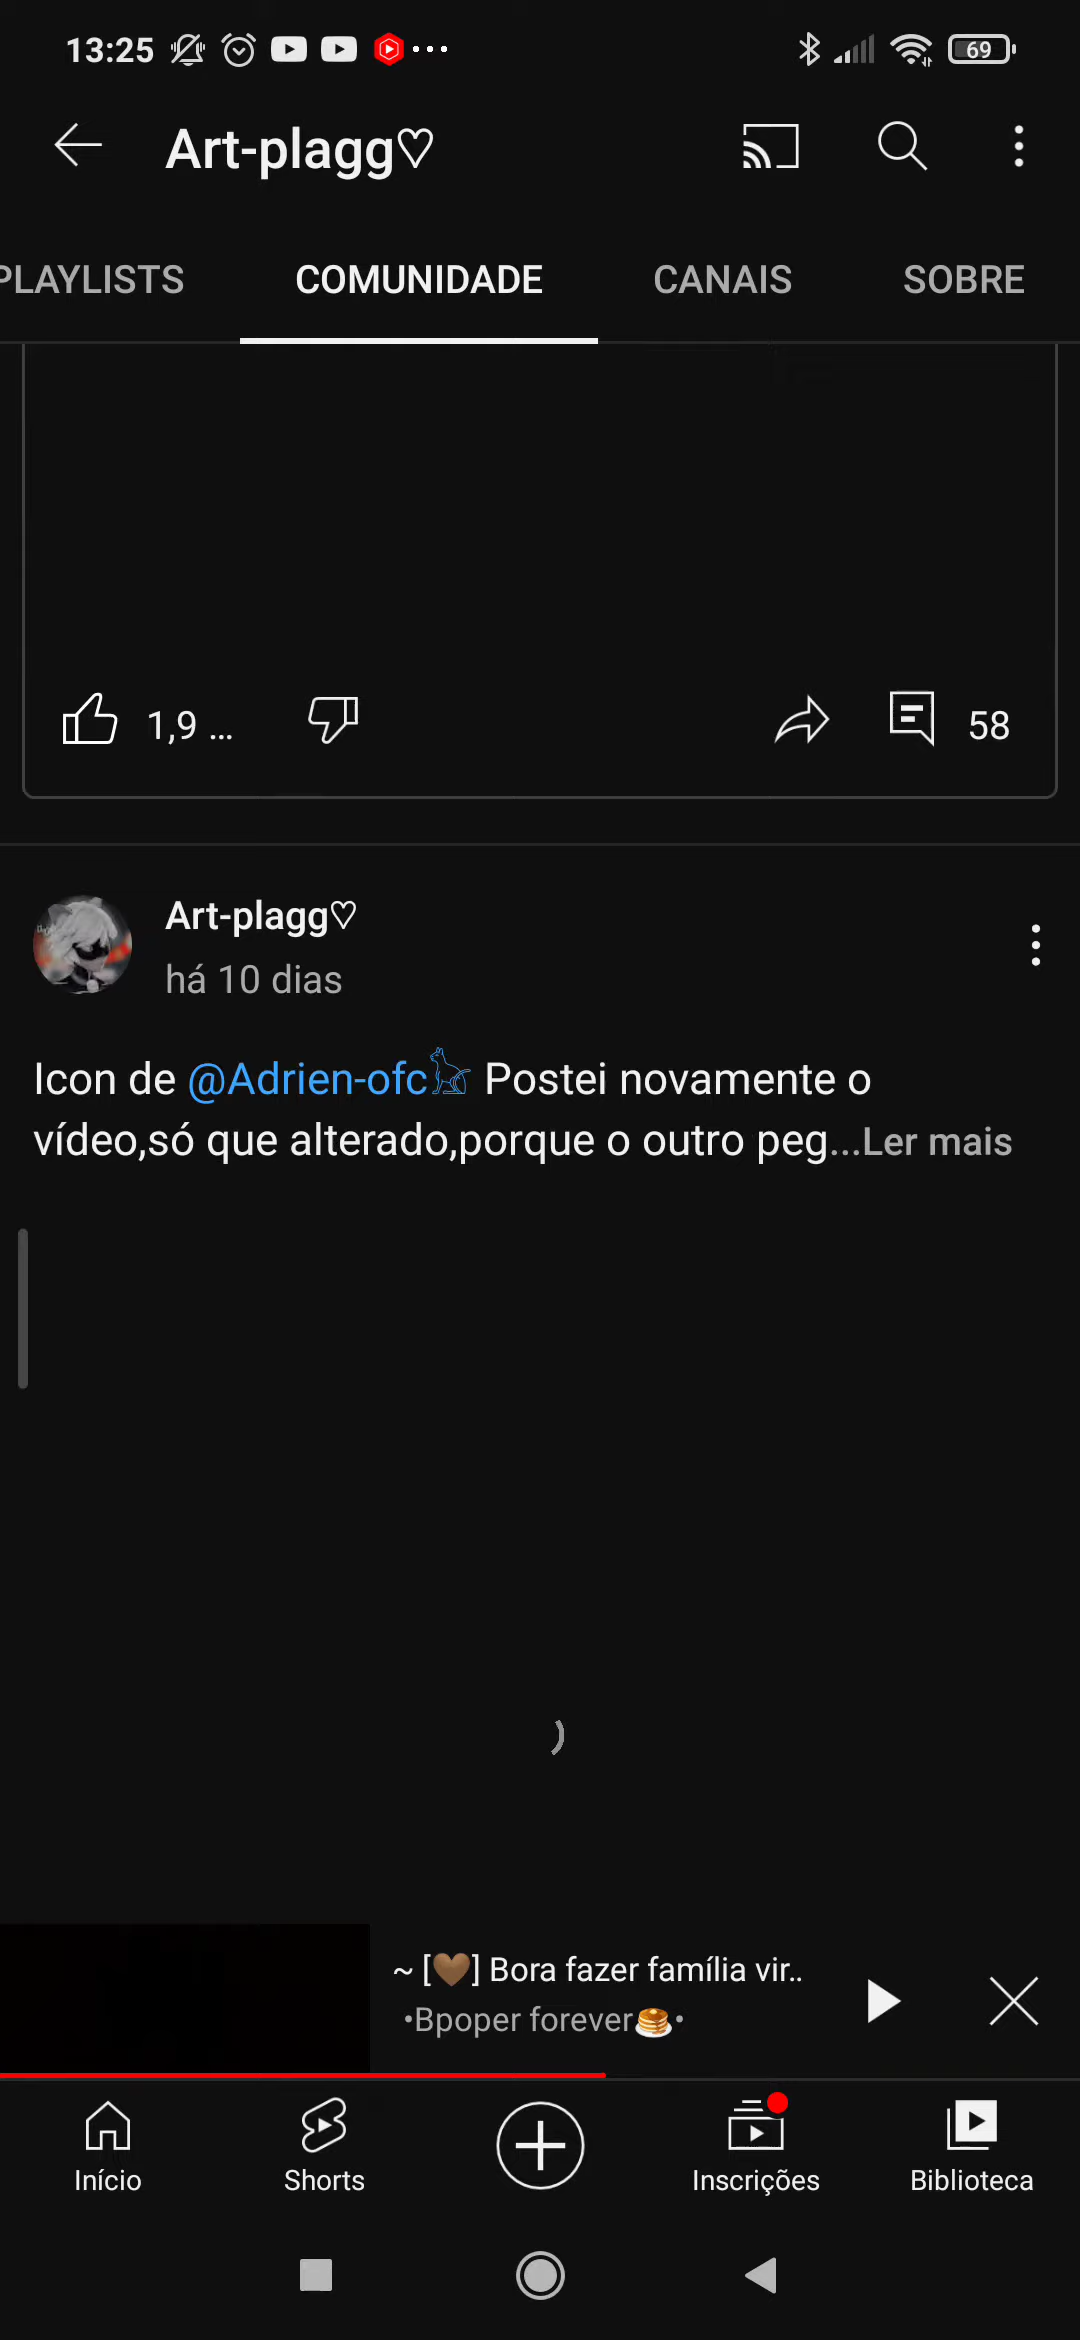 13:25
69
Art-plagg♡
PLAYLISTS COMUNIDADE CANAIS SOBRE
1,9 ...
58
Art-plagg♡
há 10 dias
Icon de @Adrien-ofc𓃠 Postei novamente o
vídeo,só que alterado,porque o outro peg...Ler mais
~ [🤎] Bora fazer família vir..
•Bpoper forever🥞•
Início Shorts Inscrições Biblioteca